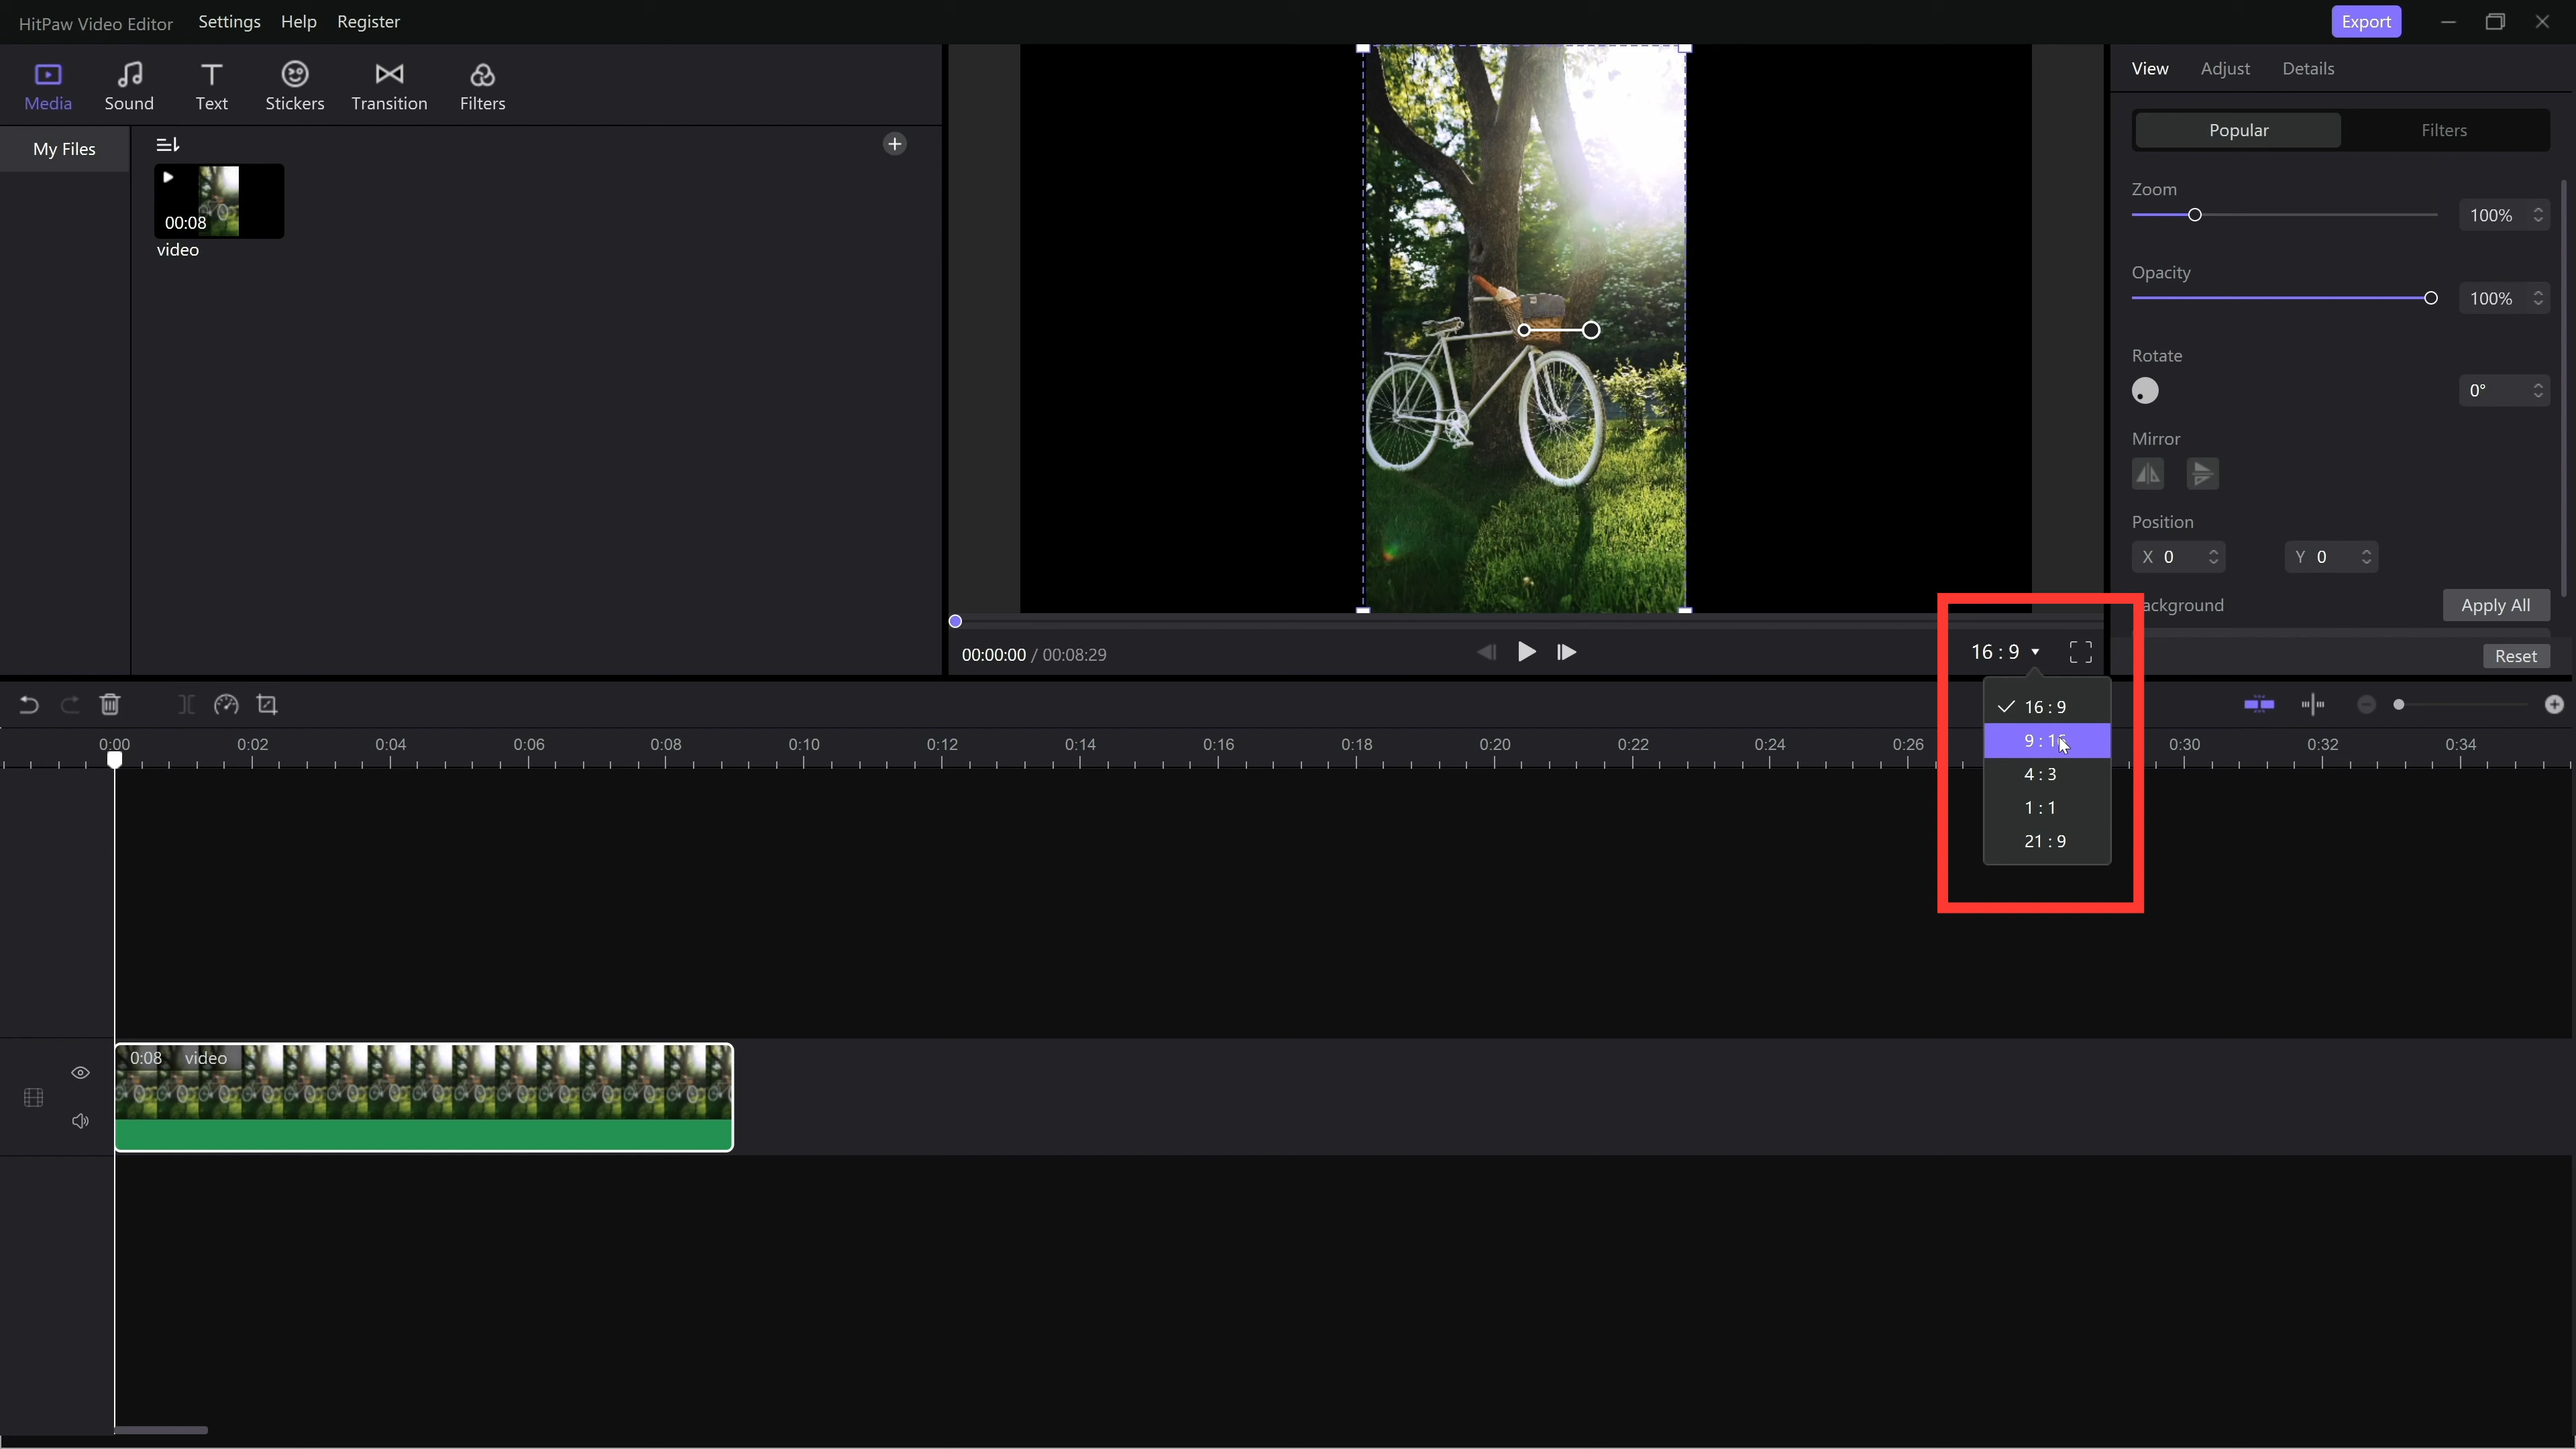 HitPaw Video Editor Settings Help Register Export
Media Sound Text Stickers Transition Filters
My Files
00:08
video
00:00:00 / 00:08:29
16 : 9
View Adjust Details
Popular Filters
Zoom
100%
Opacity
100%
Rotate
0°
Mirror
Position
X 0 Y 0
ackground Apply All
Reset
16 : 9
9 : 16
4 : 3
1 : 1
21 : 9
0:00 0:02 0:04 0:06 0:08 0:10 0:12 0:14 0:16 0:18 0:20 0:22 0:24 0:26 0:30 0:32 0:34
0:08 video